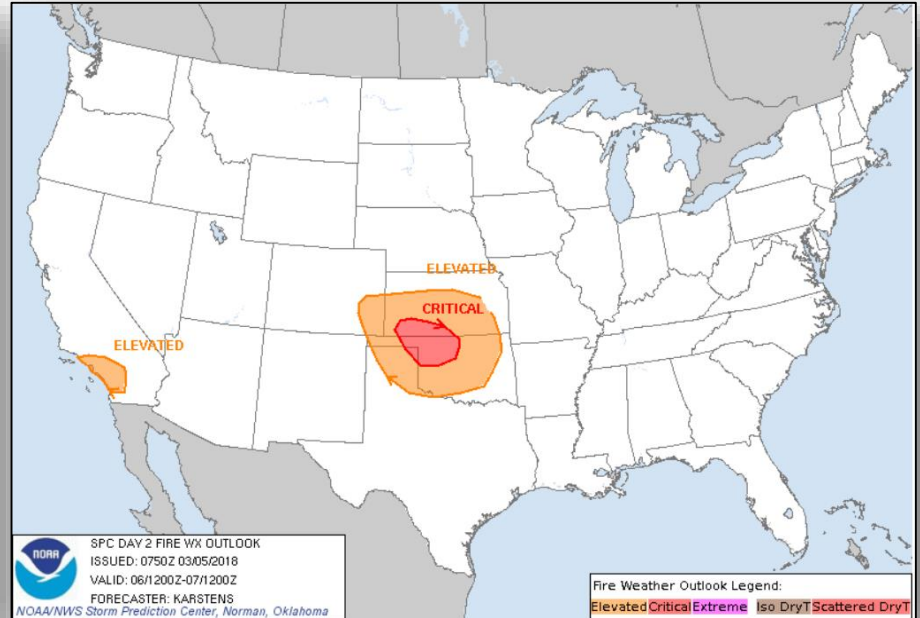 ELEVATED
CRITICAL
ELEVATED
NOAA
SPC DAY 2 FIRE WX OUTLOOK
ISSUED: 0750Z 03/05/2018
VALID: 06/1200Z-07/1200Z
FORECASTER: KARSTENS
NOAA/NWS Storm Prediction Center, Norman, Oklahoma
Fire Weather Outlook Legend:
Elevated Critical Extreme Iso DryT Scattered DryT